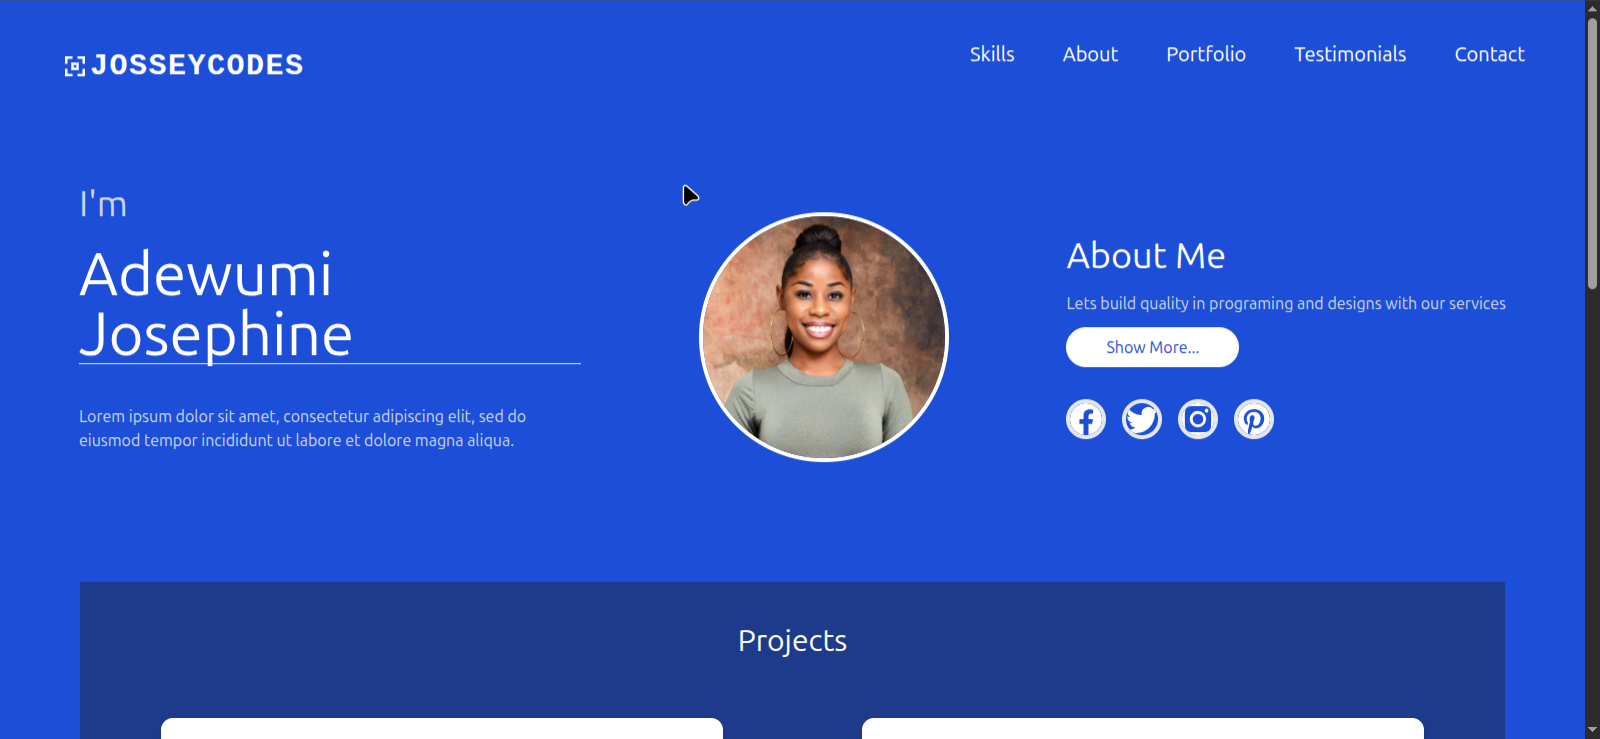 JOSSEYCODES
Skills About Portfolio Testimonials Contact
I'm
Adewumi
Josephine
Lorem ipsum dolor sit amet, consectetur adipiscing elit, sed do
eiusmod tempor incididunt ut labore et dolore magna aliqua.
About Me
Lets build quality in programing and designs with our services
Show More...
Projects